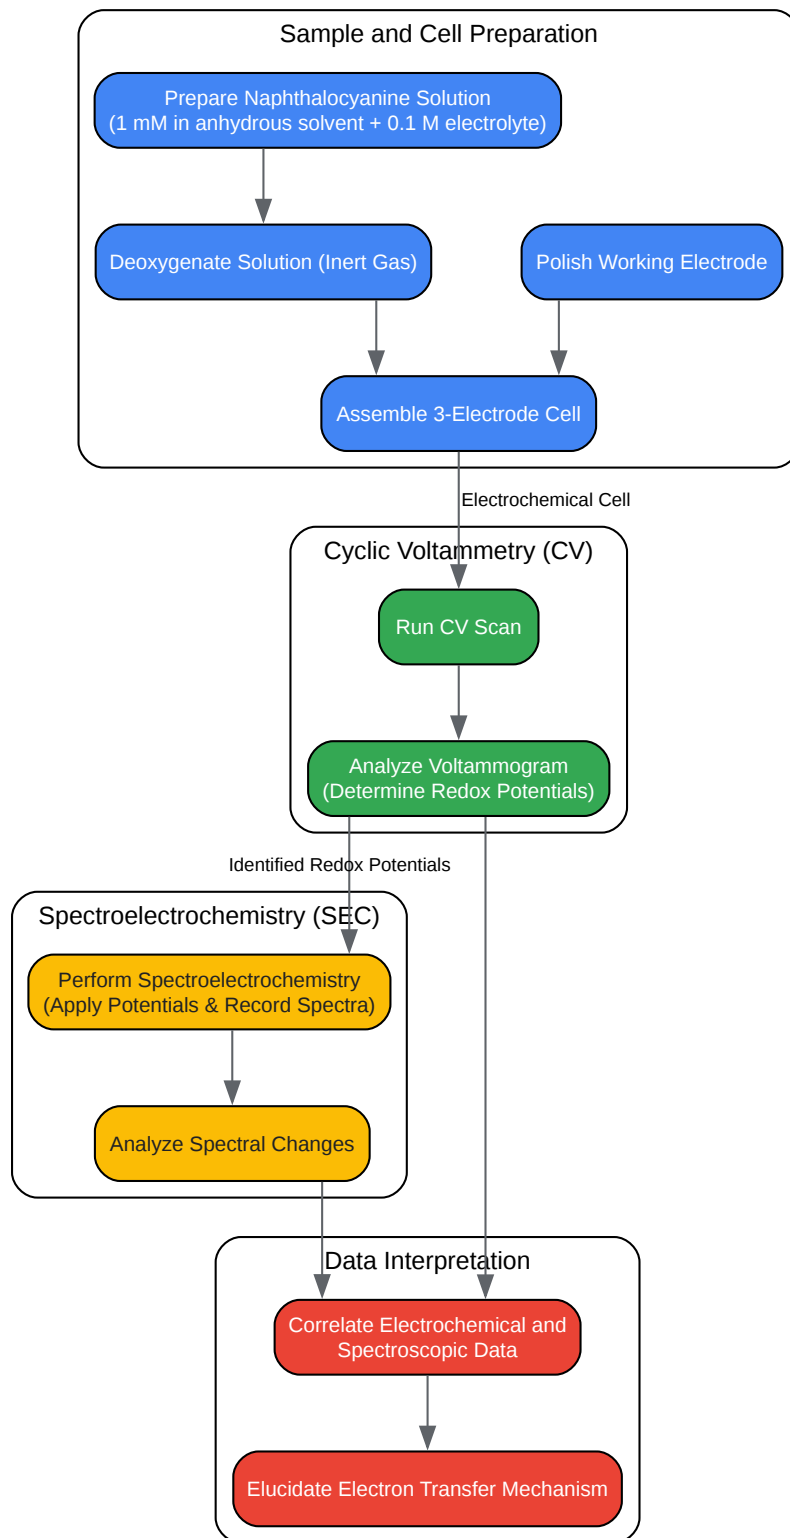 Sample and Cell Preparation
Prepare Naphthalocyanine Solution
(1 mM in anhydrous solvent + 0.1 M electrolyte)
Deoxygenate Solution (Inert Gas)
Polish Working Electrode
Assemble 3-Electrode Cell
Electrochemical Cell
Cyclic Voltammetry (CV)
Run CV Scan
Analyze Voltammogram
(Determine Redox Potentials)
Identified Redox Potentials
Spectroelectrochemistry (SEC)
Perform Spectroelectrochemistry
(Apply Potentials & Record Spectra)
Analyze Spectral Changes
Data Interpretation
Correlate Electrochemical and
Spectroscopic Data
Elucidate Electron Transfer Mechanism